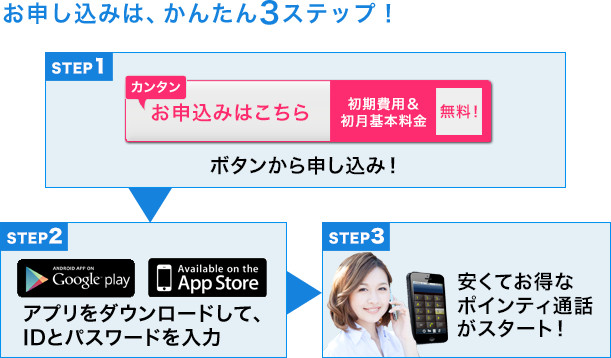 お申し込みは、かんたん3ステップ！
STEP1
カンタン
お申込みはこちら
初期費用＆
初月基本料金
無料！
ボタンから申し込み！
STEP2
ANDROID APP ON
Google play
Available on the
App Store
アプリをダウンロードして、
IDとパスワードを入力
STEP3
安くてお得な
ポインティ通話
がスタート！